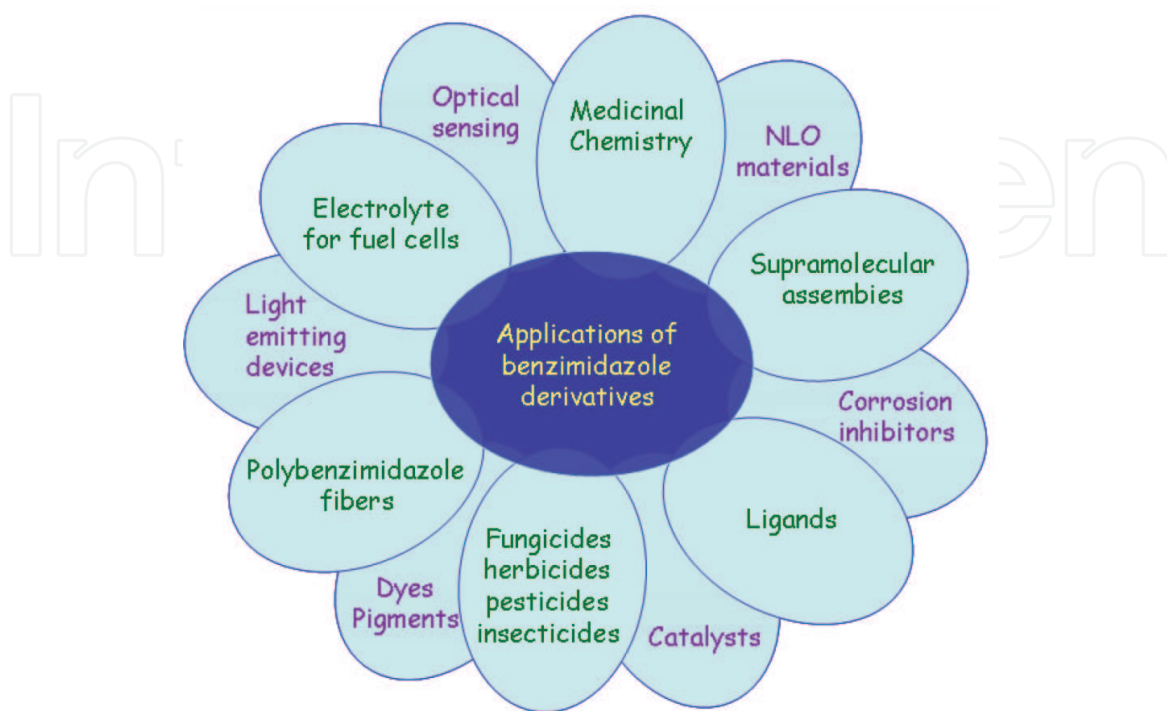 Optical
sensing
Medicinal
Chemistry
NLO
materials
Electrolyte
for fuel cells
Supramolecular
assembies
Light
emitting
devices
Applications of
benzimidazole
derivatives
Corrosion
inhibitors
Polybenzimidazole
fibers
Ligands
Fungicides
herbicides
pesticides
insecticides
Dyes
Pigments
Catalysts